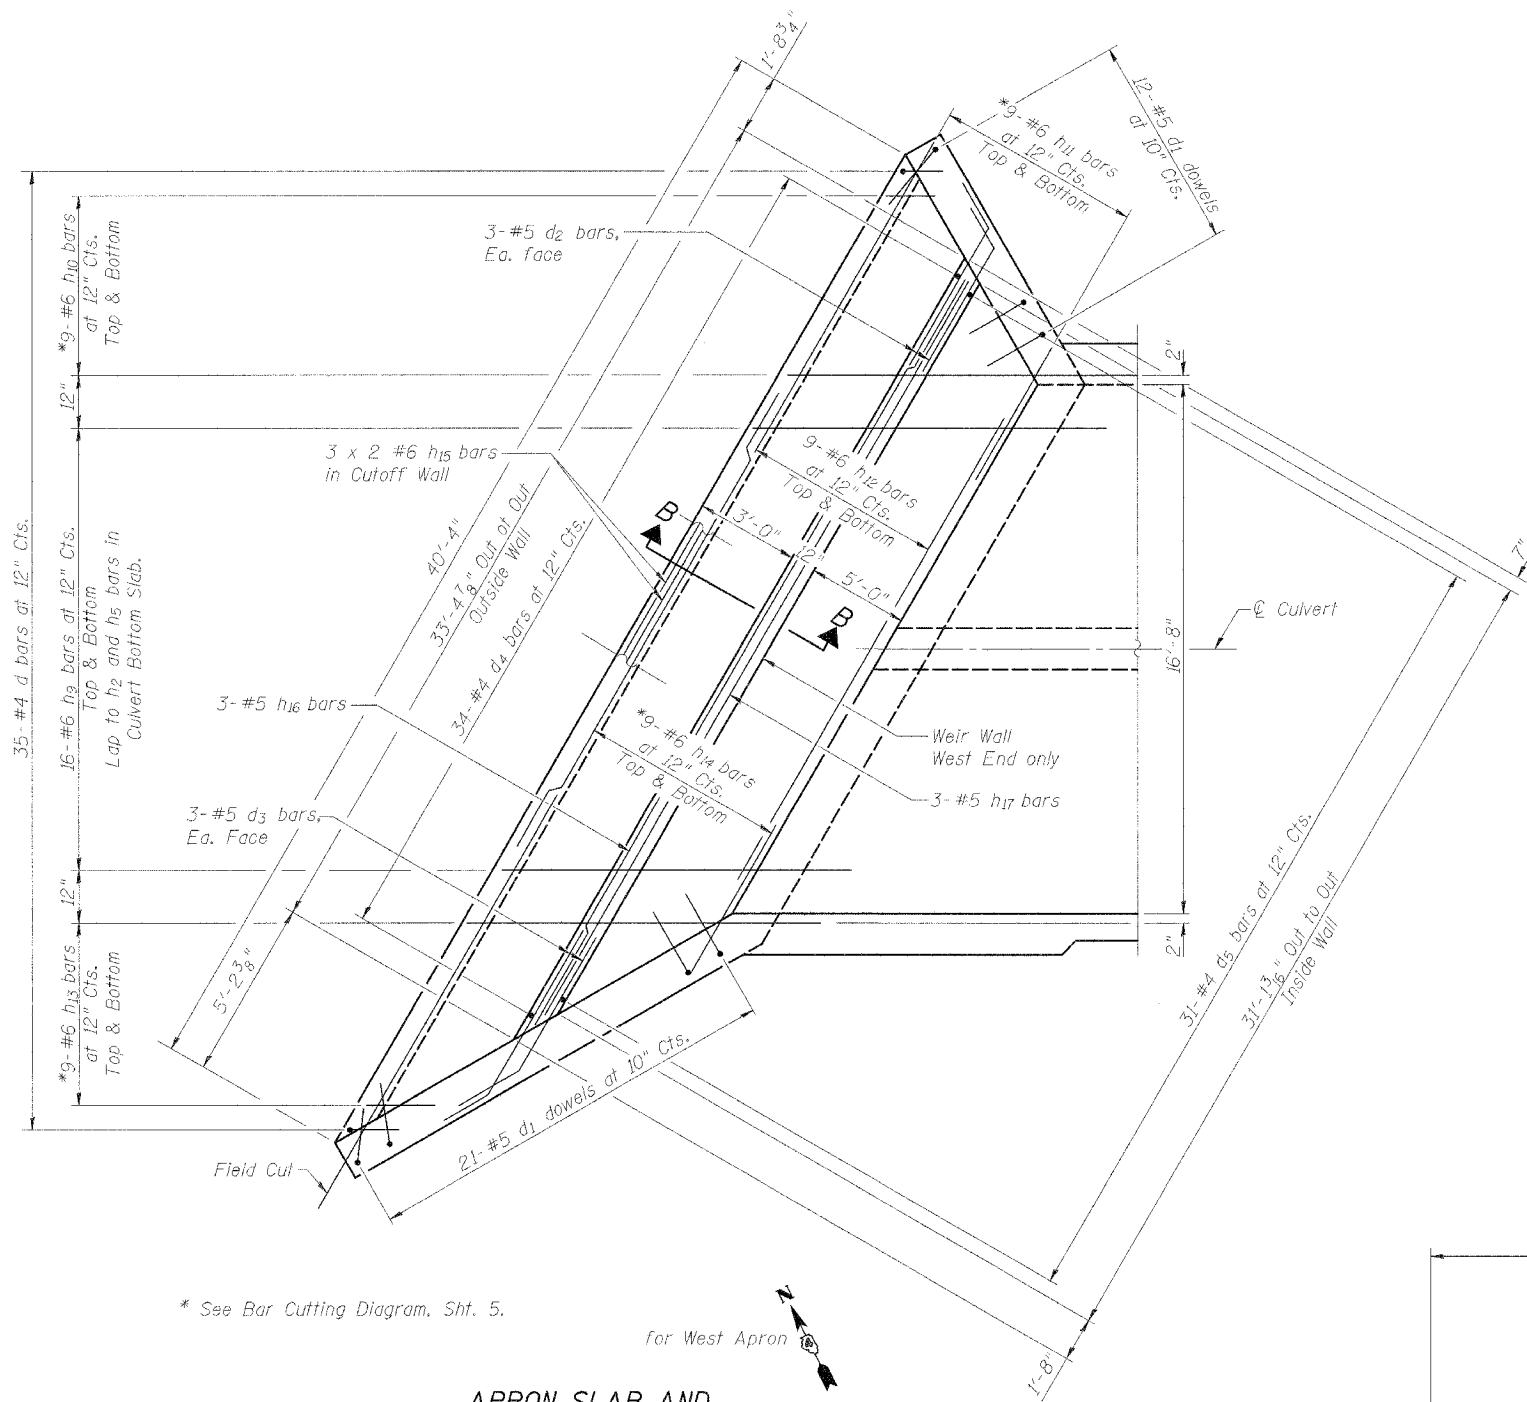 1'-8¾"
12-#5 d1 dowels
at 10" Cts.
*9-#6 h11 bars
at 12" Cts.
Top & Bottom
*9-#6 h10 bars
at 12" Cts.
Top & Bottom
3-#5 d2 bars,
Ea. face
2"
12"
3 x 2 #6 h15 bars
in Cutoff Wall
9-#6 h12 bars
at 12" Cts.
Top & Bottom
B
3'-0"
12"
5'-0"
B
40'-4"
33'-4⅞" Out to Out
Outside Wall
34-#4 d4 bars at 12" Cts.
35-#4 d bars at 12" Cts.
16-#6 h9 bars at 12" Cts.
Top & Bottom
Lap to h2 and h5 bars in
Culvert Bottom Slab.
7"
℄ Culvert
16'-8"
3-#5 h16 bars
*9-#6 h14 bars
at 12" Cts.
Top & Bottom
Weir Wall
West End only
3-#5 h17 bars
3-#5 d3 bars,
Ea. Face
12"
2"
*9-#6 h13 bars
at 12" Cts.
Top & Bottom
5'-2⅜"
31-#4 d5 bars at 12" Cts.
31'-1 3/16" Out to Out
Inside Wall
21-#5 d1 dowels at 10" Cts.
Field Cut
1'-8"
* See Bar Cutting Diagram, Sht. 5.
N
for West Apron
APRON SLAB AND